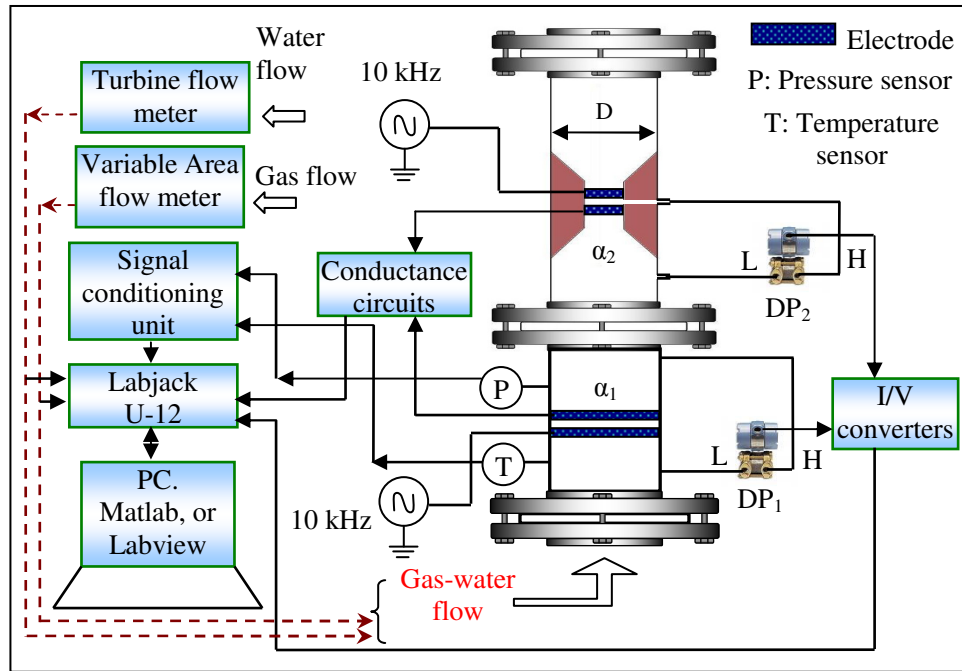 Water
flow
Turbine flow
meter
Variable Area
flow meter
Gas flow
10 kHz
Electrode
P: Pressure sensor
T: Temperature
sensor
D
Signal
conditioning
unit
Conductance
circuits
α2
L
H
DP2
Labjack
U-12
P
α1
I/V
converters
L
H
DP1
T
PC.
Matlab, or
Labview
10 kHz
Gas-water
flow